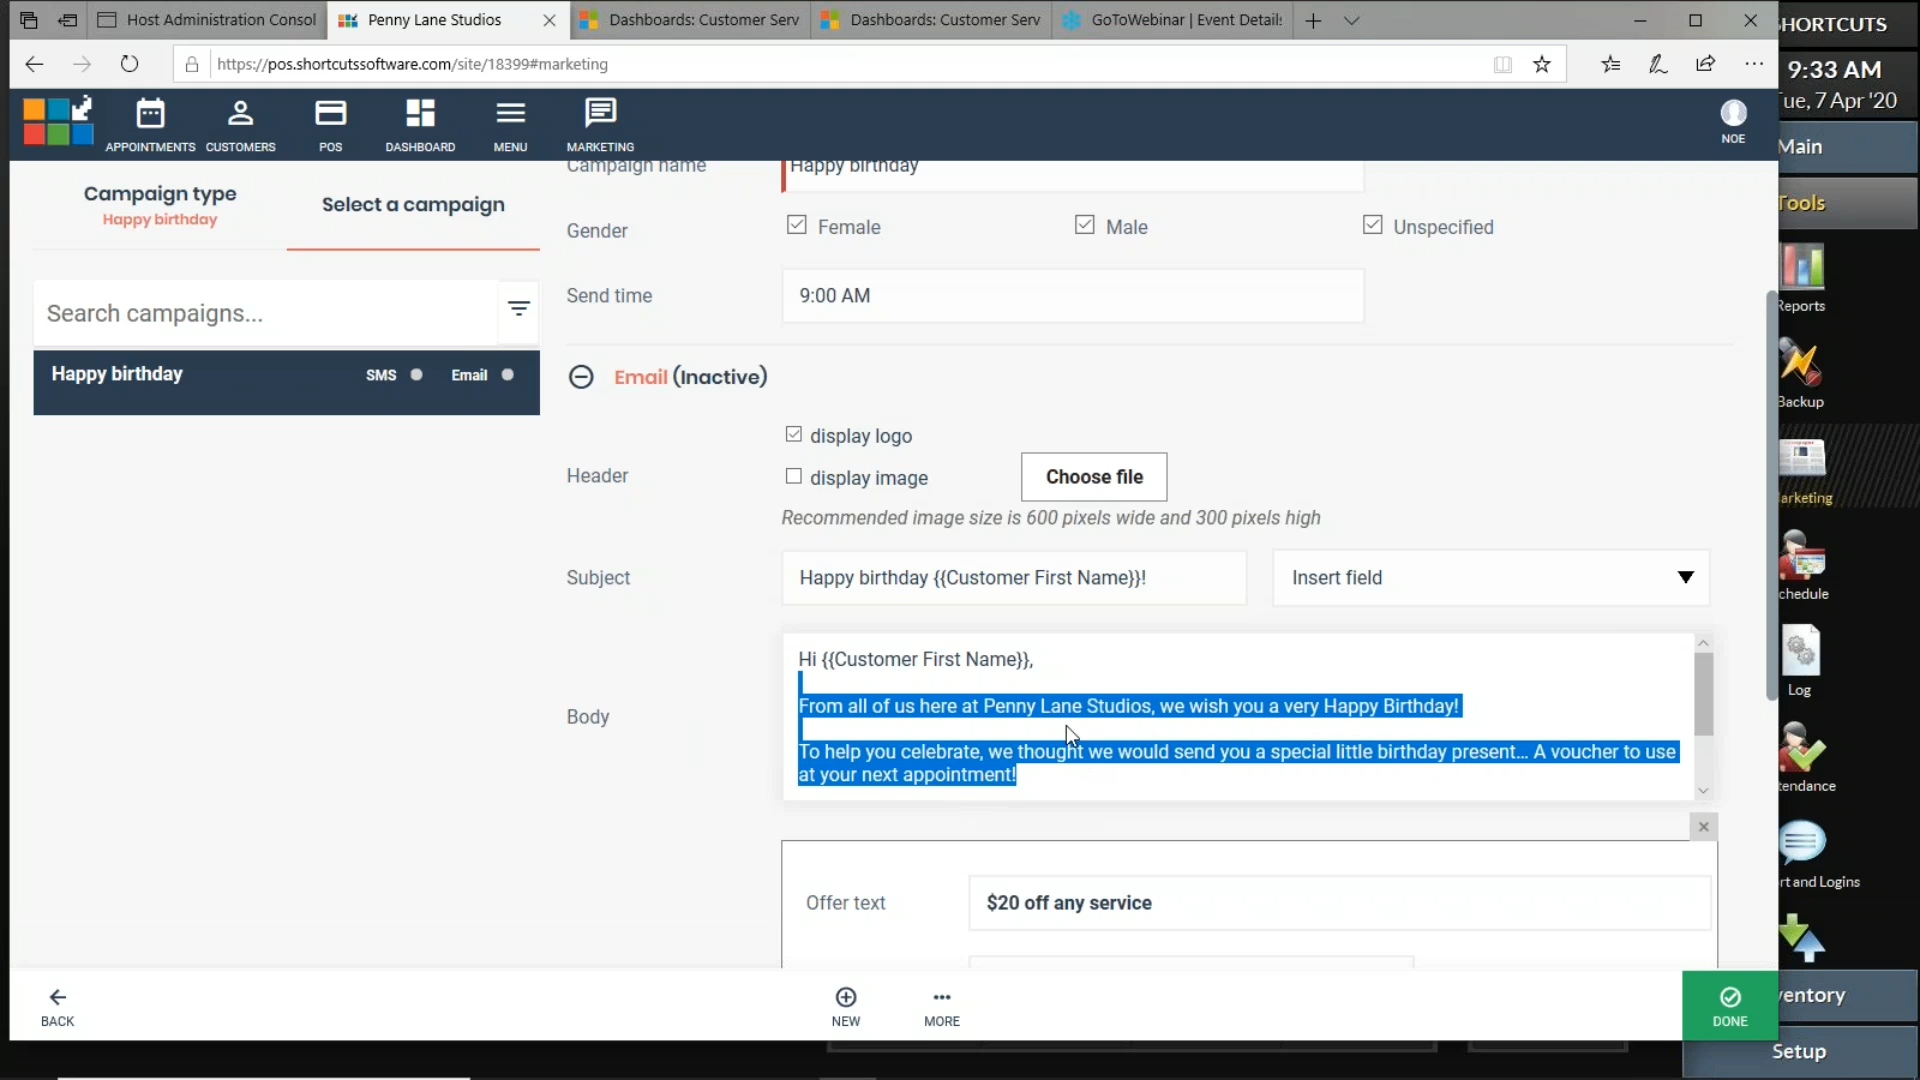 Host Administration Consol
Penny Lane Studios
Dashboards: Customer Serv
Dashboards: Customer Serv
GoToWebinar | Event Details
SHORTCUTS
https://pos.shortcutssoftware.com/site/18399#marketing
9:33 AM
Tue, 7 Apr '20
APPOINTMENTS
CUSTOMERS
POS
DASHBOARD
MENU
MARKETING
NOE
Main
Campaign type
Happy birthday
Select a campaign
Campaign name
Happy birthday
Tools
Gender
Female
Male
Unspecified
Search campaigns...
Send time
9:00 AM
Reports
Happy birthday
SMS
Email
Email (Inactive)
Backup
display logo
Header
display image
Choose file
Recommended image size is 600 pixels wide and 300 pixels high
arketing
Subject
Happy birthday {{Customer First Name}}!
Insert field
chedule
Hi {{Customer First Name}},
From all of us here at Penny Lane Studios, we wish you a very Happy Birthday!
Body
To help you celebrate, we thought we would send you a special little birthday present... A voucher to use
at your next appointment!
Log
tendance
Offer text
$20 off any service
rt and Logins
BACK
NEW
MORE
DONE
ventory
Setup